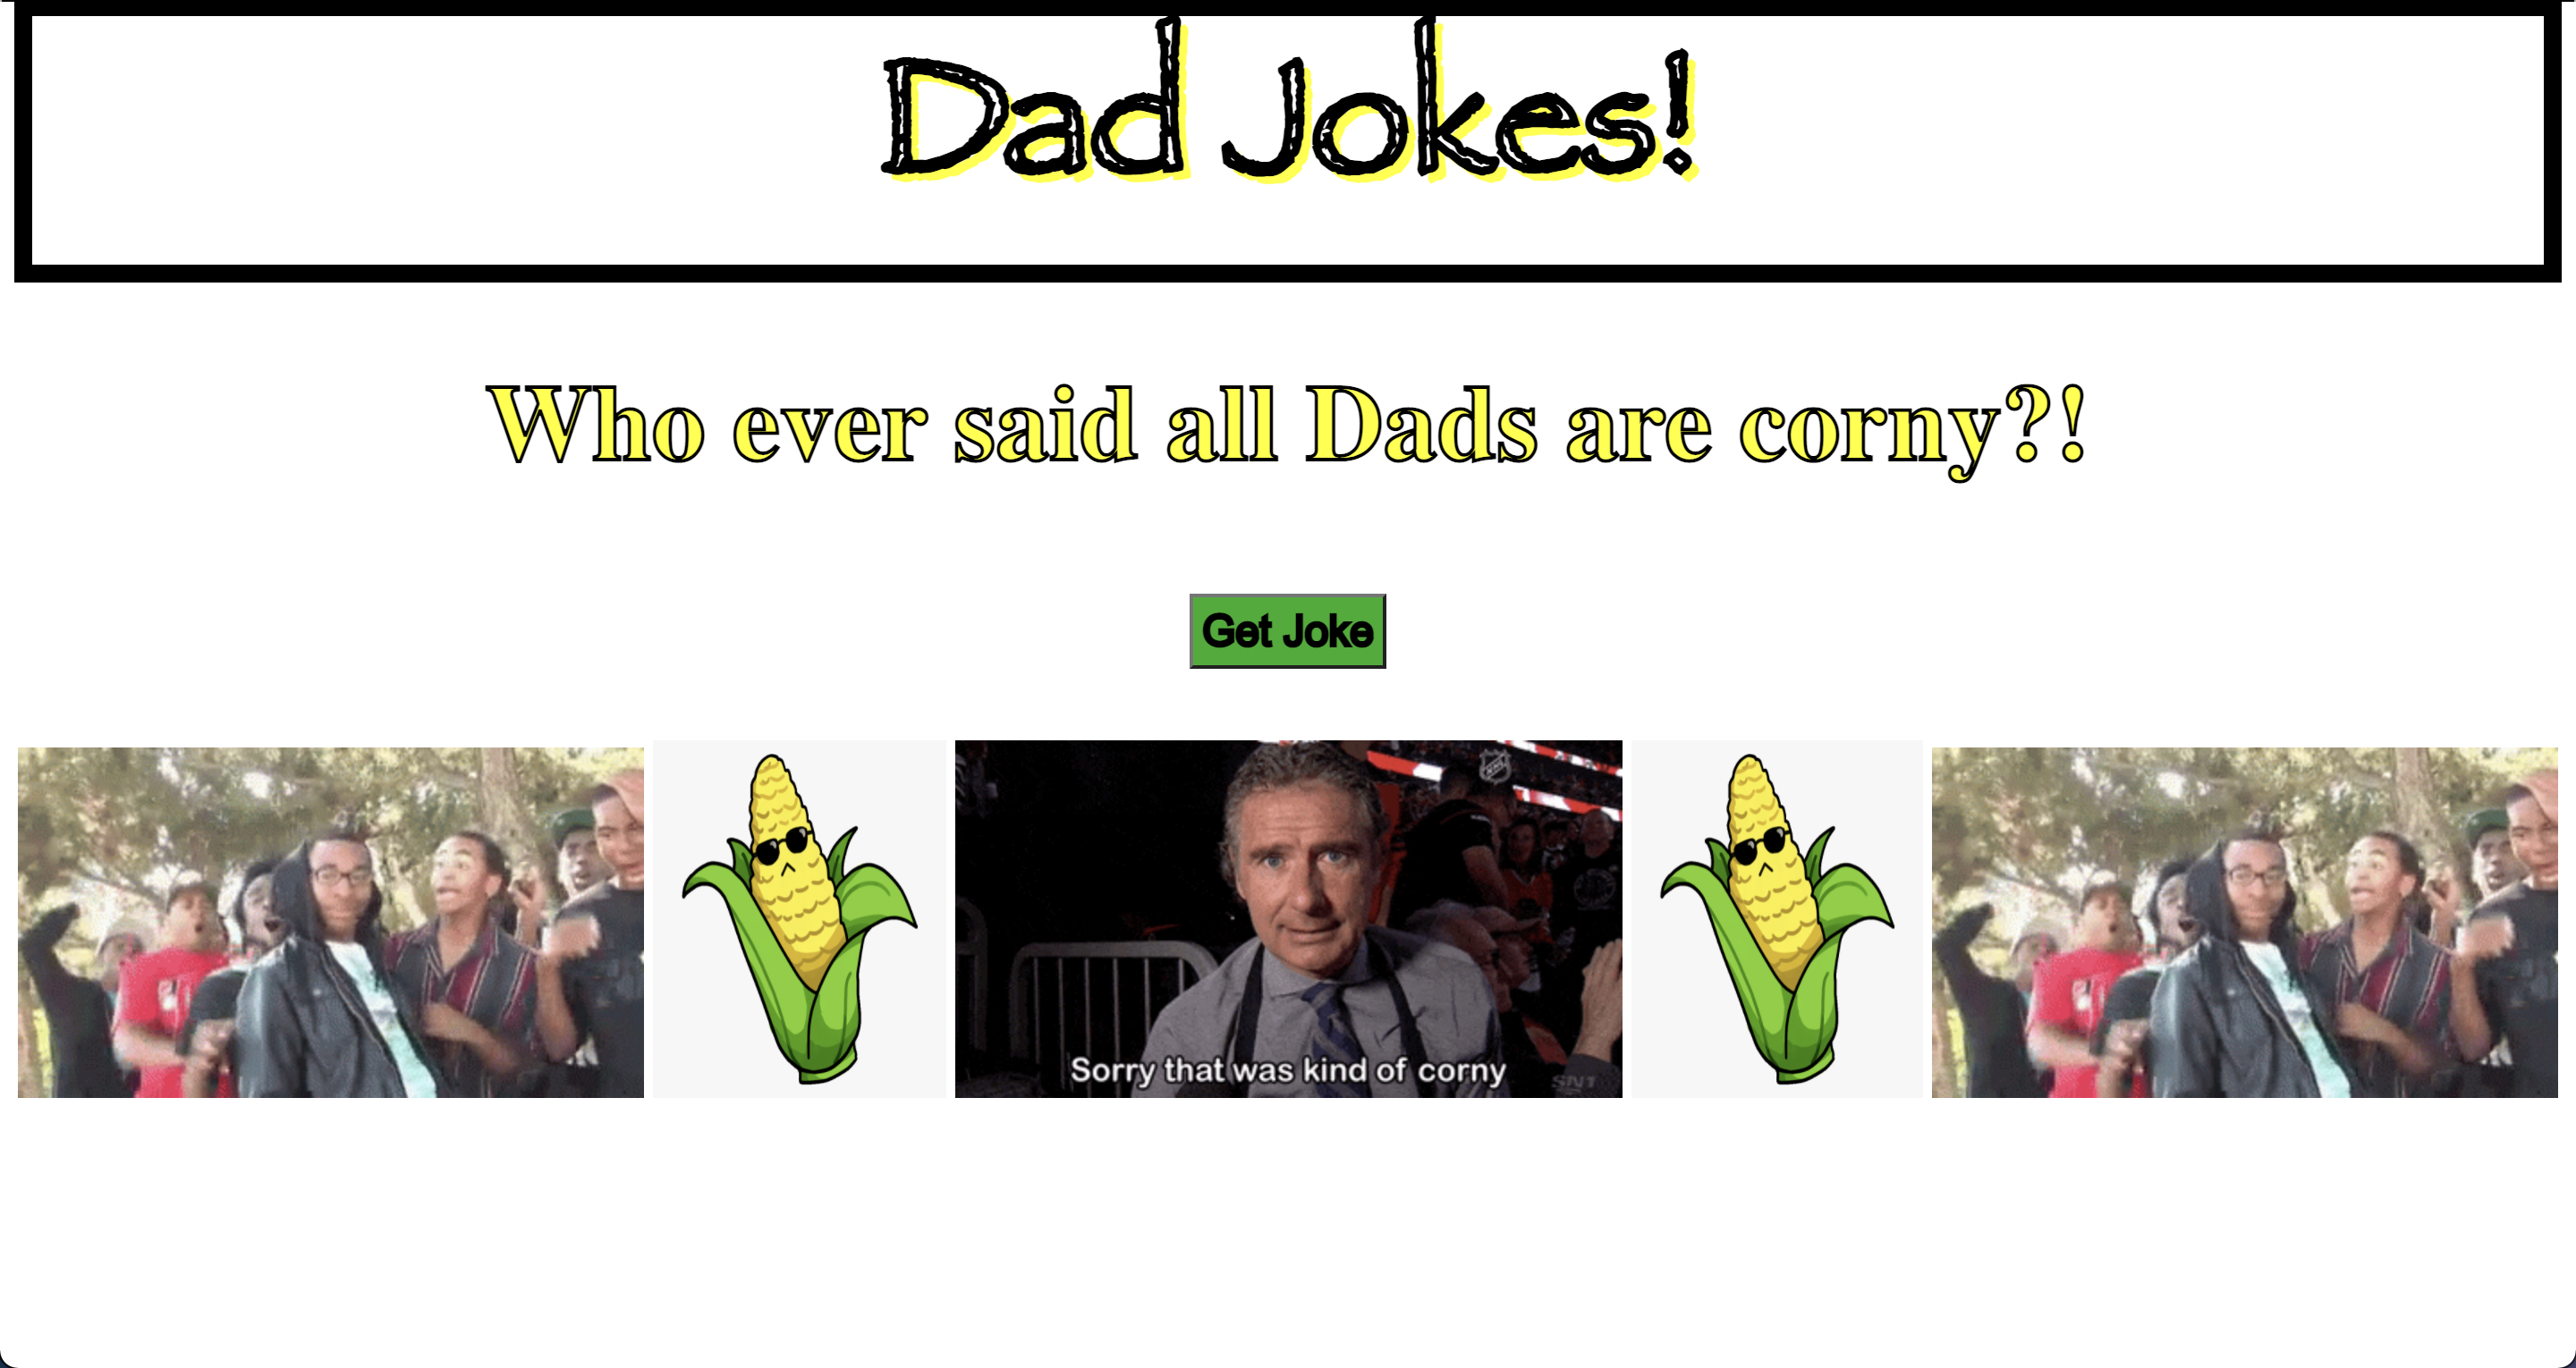 Dad Jokes!
Who ever said all Dads are corny?!
Get Joke
Sorry that was kind of corny